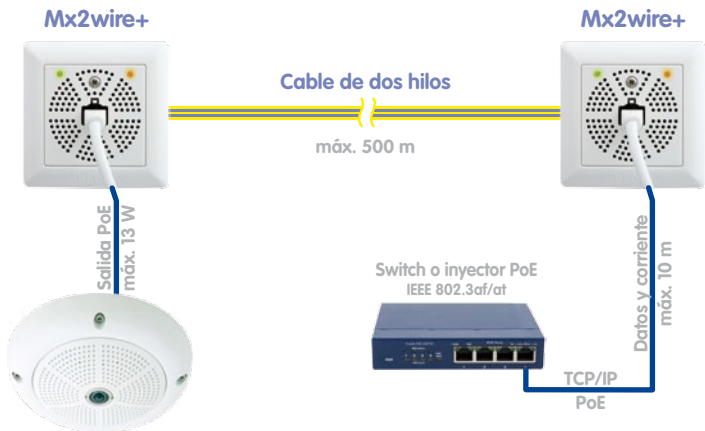 Mx2wire+
Mx2wire+
Cable de dos hilos
máx. 500 m
Salida PoE
máx. 13 W
Switch o inyector PoE
IEEE 802.3af/at
Datos y corriente
máx. 10 m
TCP/IP
PoE